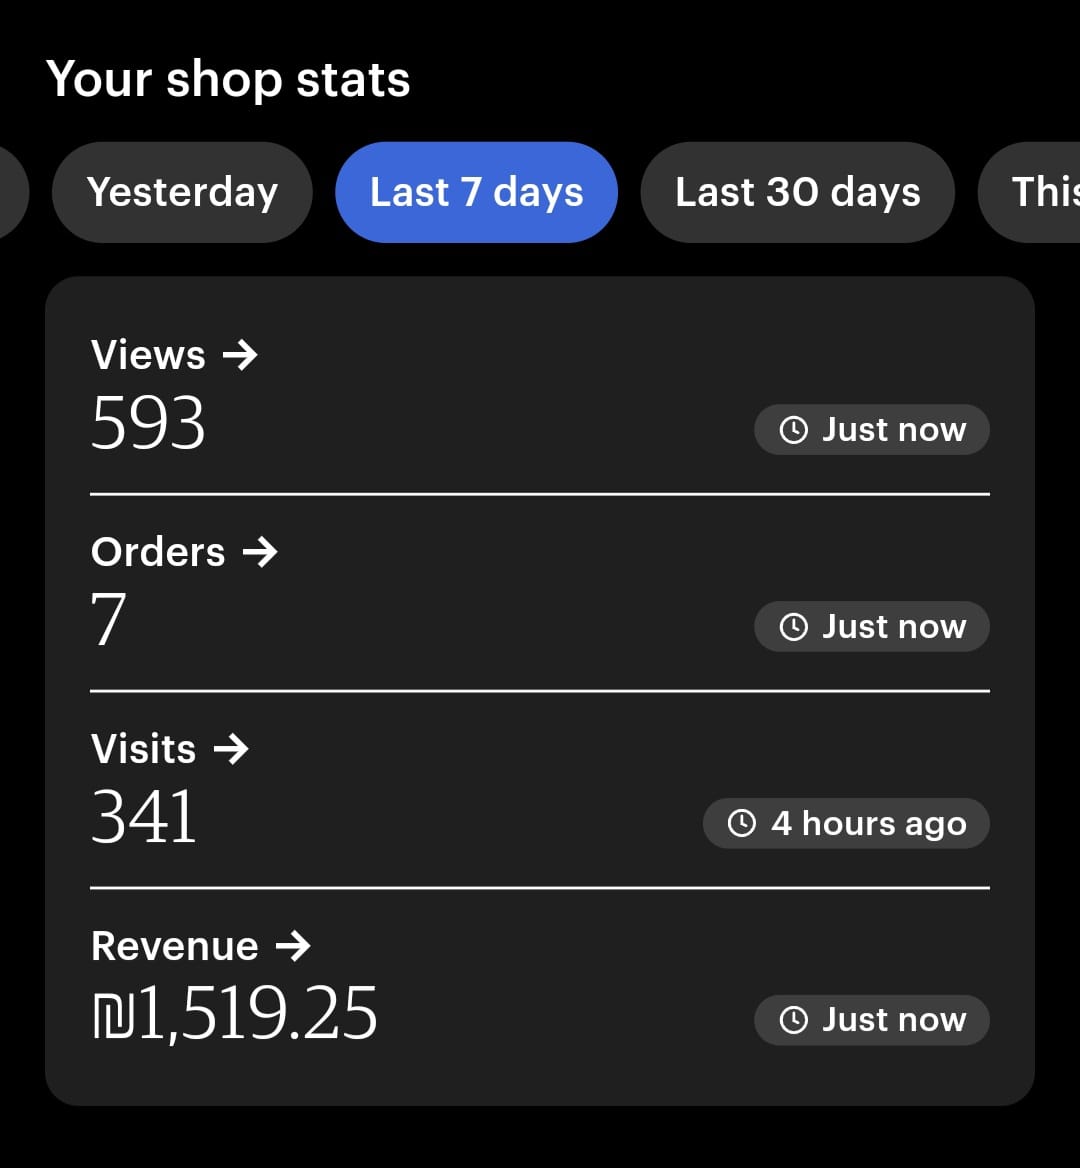 Your shop stats
Yesterday
Last 7 days
Last 30 days
This
Views →
593
Just now
Orders →
7
Just now
Visits →
341
4 hours ago
Revenue →
₪1,519.25
Just now